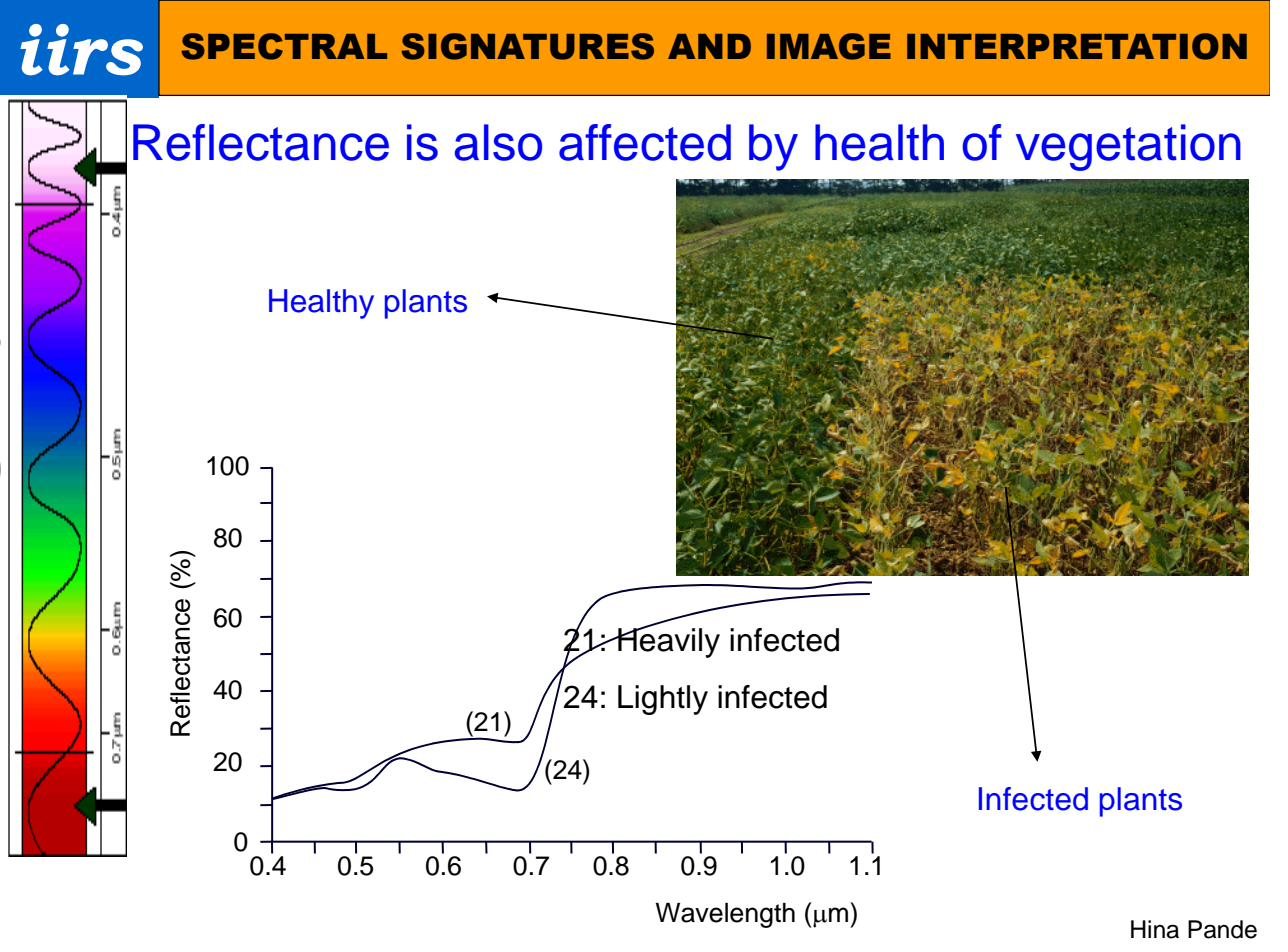 iirs
SPECTRAL SIGNATURES AND IMAGE INTERPRETATION
Reflectance is also affected by health of vegetation
0.4μm
0.5μm
0.6μm
0.7μm
Healthy plants
100
80
60
40
20
0
Reflectance (%)
21: Heavily infected
24: Lightly infected
(21)
(24)
0.4 0.5 0.6 0.7 0.8 0.9 1.0 1.1
Wavelength (μm)
Infected plants
Hina Pande